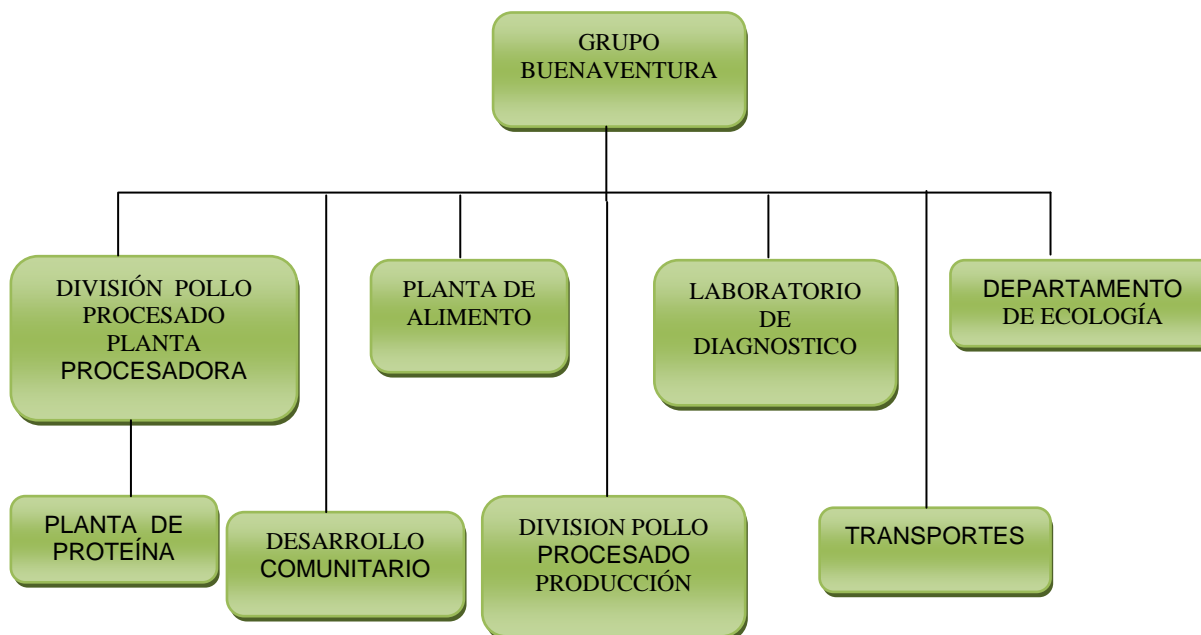 GRUPO
BUENAVENTURA
DIVISIÓN POLLO
PROCESADO
PLANTA
PROCESADORA
PLANTA DE
ALIMENTO
LABORATORIO
DE
DIAGNOSTICO
DEPARTAMENTO
DE ECOLOGÍA
PLANTA DE
PROTEÍNA
DESARROLLO
COMUNITARIO
DIVISION POLLO
PROCESADO
PRODUCCIÓN
TRANSPORTES